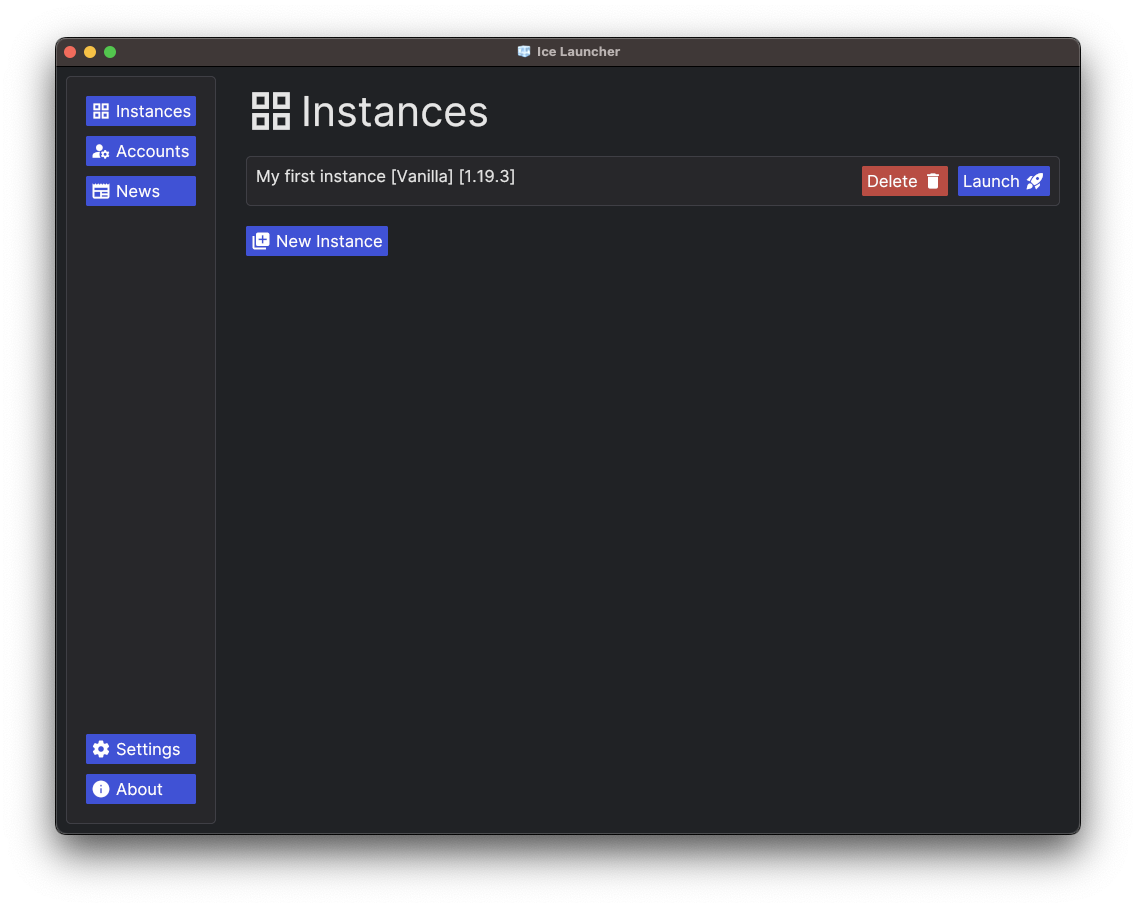 Ice Launcher
Instances
Accounts
News
Settings
About
Instances
My first instance [Vanilla] [1.19.3]
Delete
Launch
New Instance